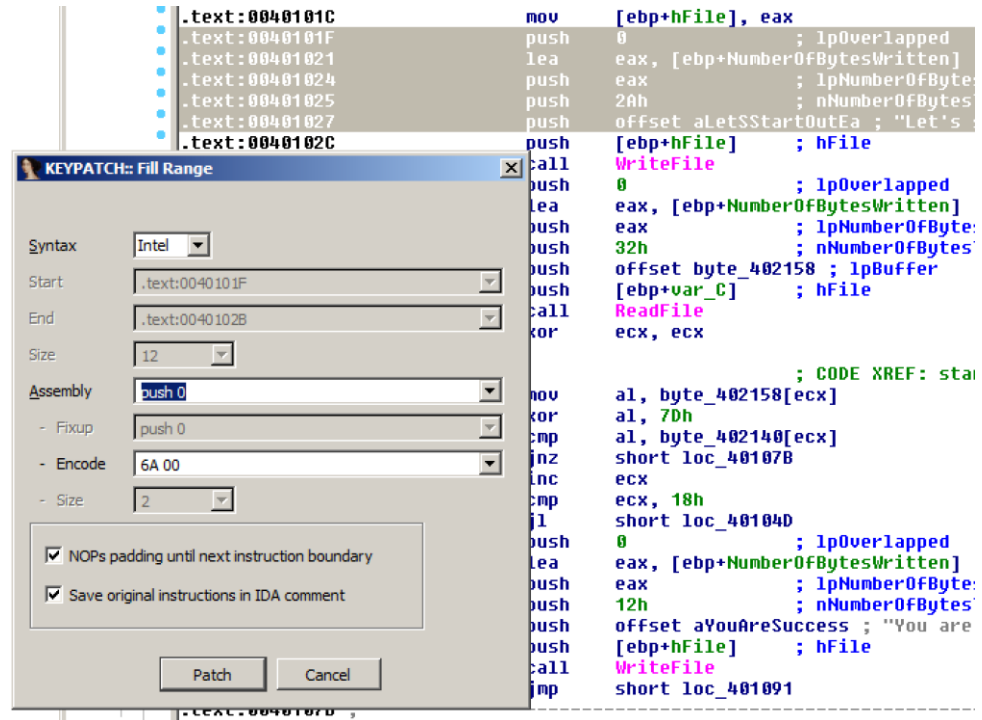 .text:0040101C mov [ebp+hFile], eax
.text:0040101F push 0 ; lpOverlapped
.text:00401021 lea eax, [ebp+NumberOfBytesWritten]
.text:00401024 push eax ; lpNumberOfBytes
.text:00401025 push 2Ah ; nNumberOfBytes
.text:00401027 push offset aLetSStartOutEa ; "Let's
.text:0040102C push [ebp+hFile] ; hFile
call WriteFile
push 0 ; lpOverlapped
lea eax, [ebp+NumberOfBytesWritten]
push eax ; lpNumberOfBytes
push 32h ; nNumberOfBytes
push offset byte_402158 ; lpBuffer
push [ebp+var_C] ; hFile
call ReadFile
xor ecx, ecx
; CODE XREF: star
mov al, byte_402158[ecx]
xor al, 7Dh
cmp al, byte_402140[ecx]
jnz short loc_40107B
inc ecx
cmp ecx, 18h
jl short loc_40104D
push 0 ; lpOverlapped
lea eax, [ebp+NumberOfBytesWritten]
push eax ; lpNumberOfBytes
push 12h ; nNumberOfBytes
push offset aYouAreSuccess ; "You are
push [ebp+hFile] ; hFile
call WriteFile
jmp short loc_401091
.text:0040107B ;
KEYPATCH:: Fill Range
Syntax Intel
Start .text:0040101F
End .text:0040102B
Size 12
Assembly push 0
- Fixup push 0
- Encode 6A 00
- Size 2
NOPs padding until next instruction boundary
Save original instructions in IDA comment
Patch Cancel